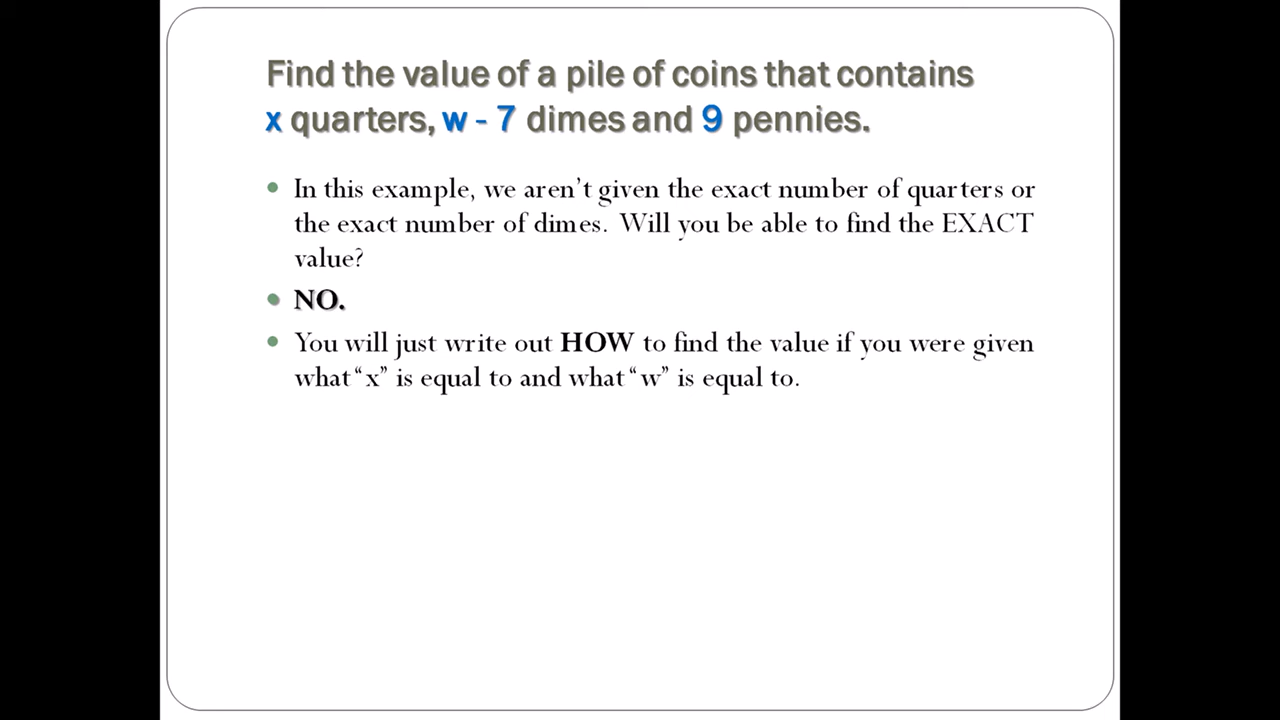 Find the value of a pile of coins that contains
x quarters, w - 7 dimes and 9 pennies.
• In this example, we aren’t given the exact number of quarters or
the exact number of dimes. Will you be able to find the EXACT
value?
• NO.
• You will just write out HOW to find the value if you were given
what “x” is equal to and what “w” is equal to.